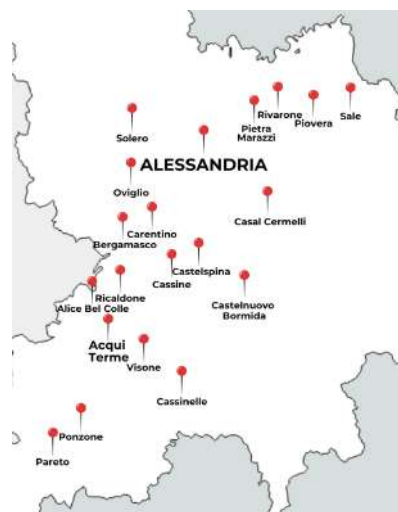 Rivarone
Piovera
Sale
Pietra
Marazzi
Solero
ALESSANDRIA
Oviglio
Casal Cermelli
Carentino
Bergamasco
Castelspina
Cassine
Ricaldone
Alice Bel Colle
Castelnuovo
Bormida
Acqui
Terme
Visone
Cassinelle
Ponzone
Pareto